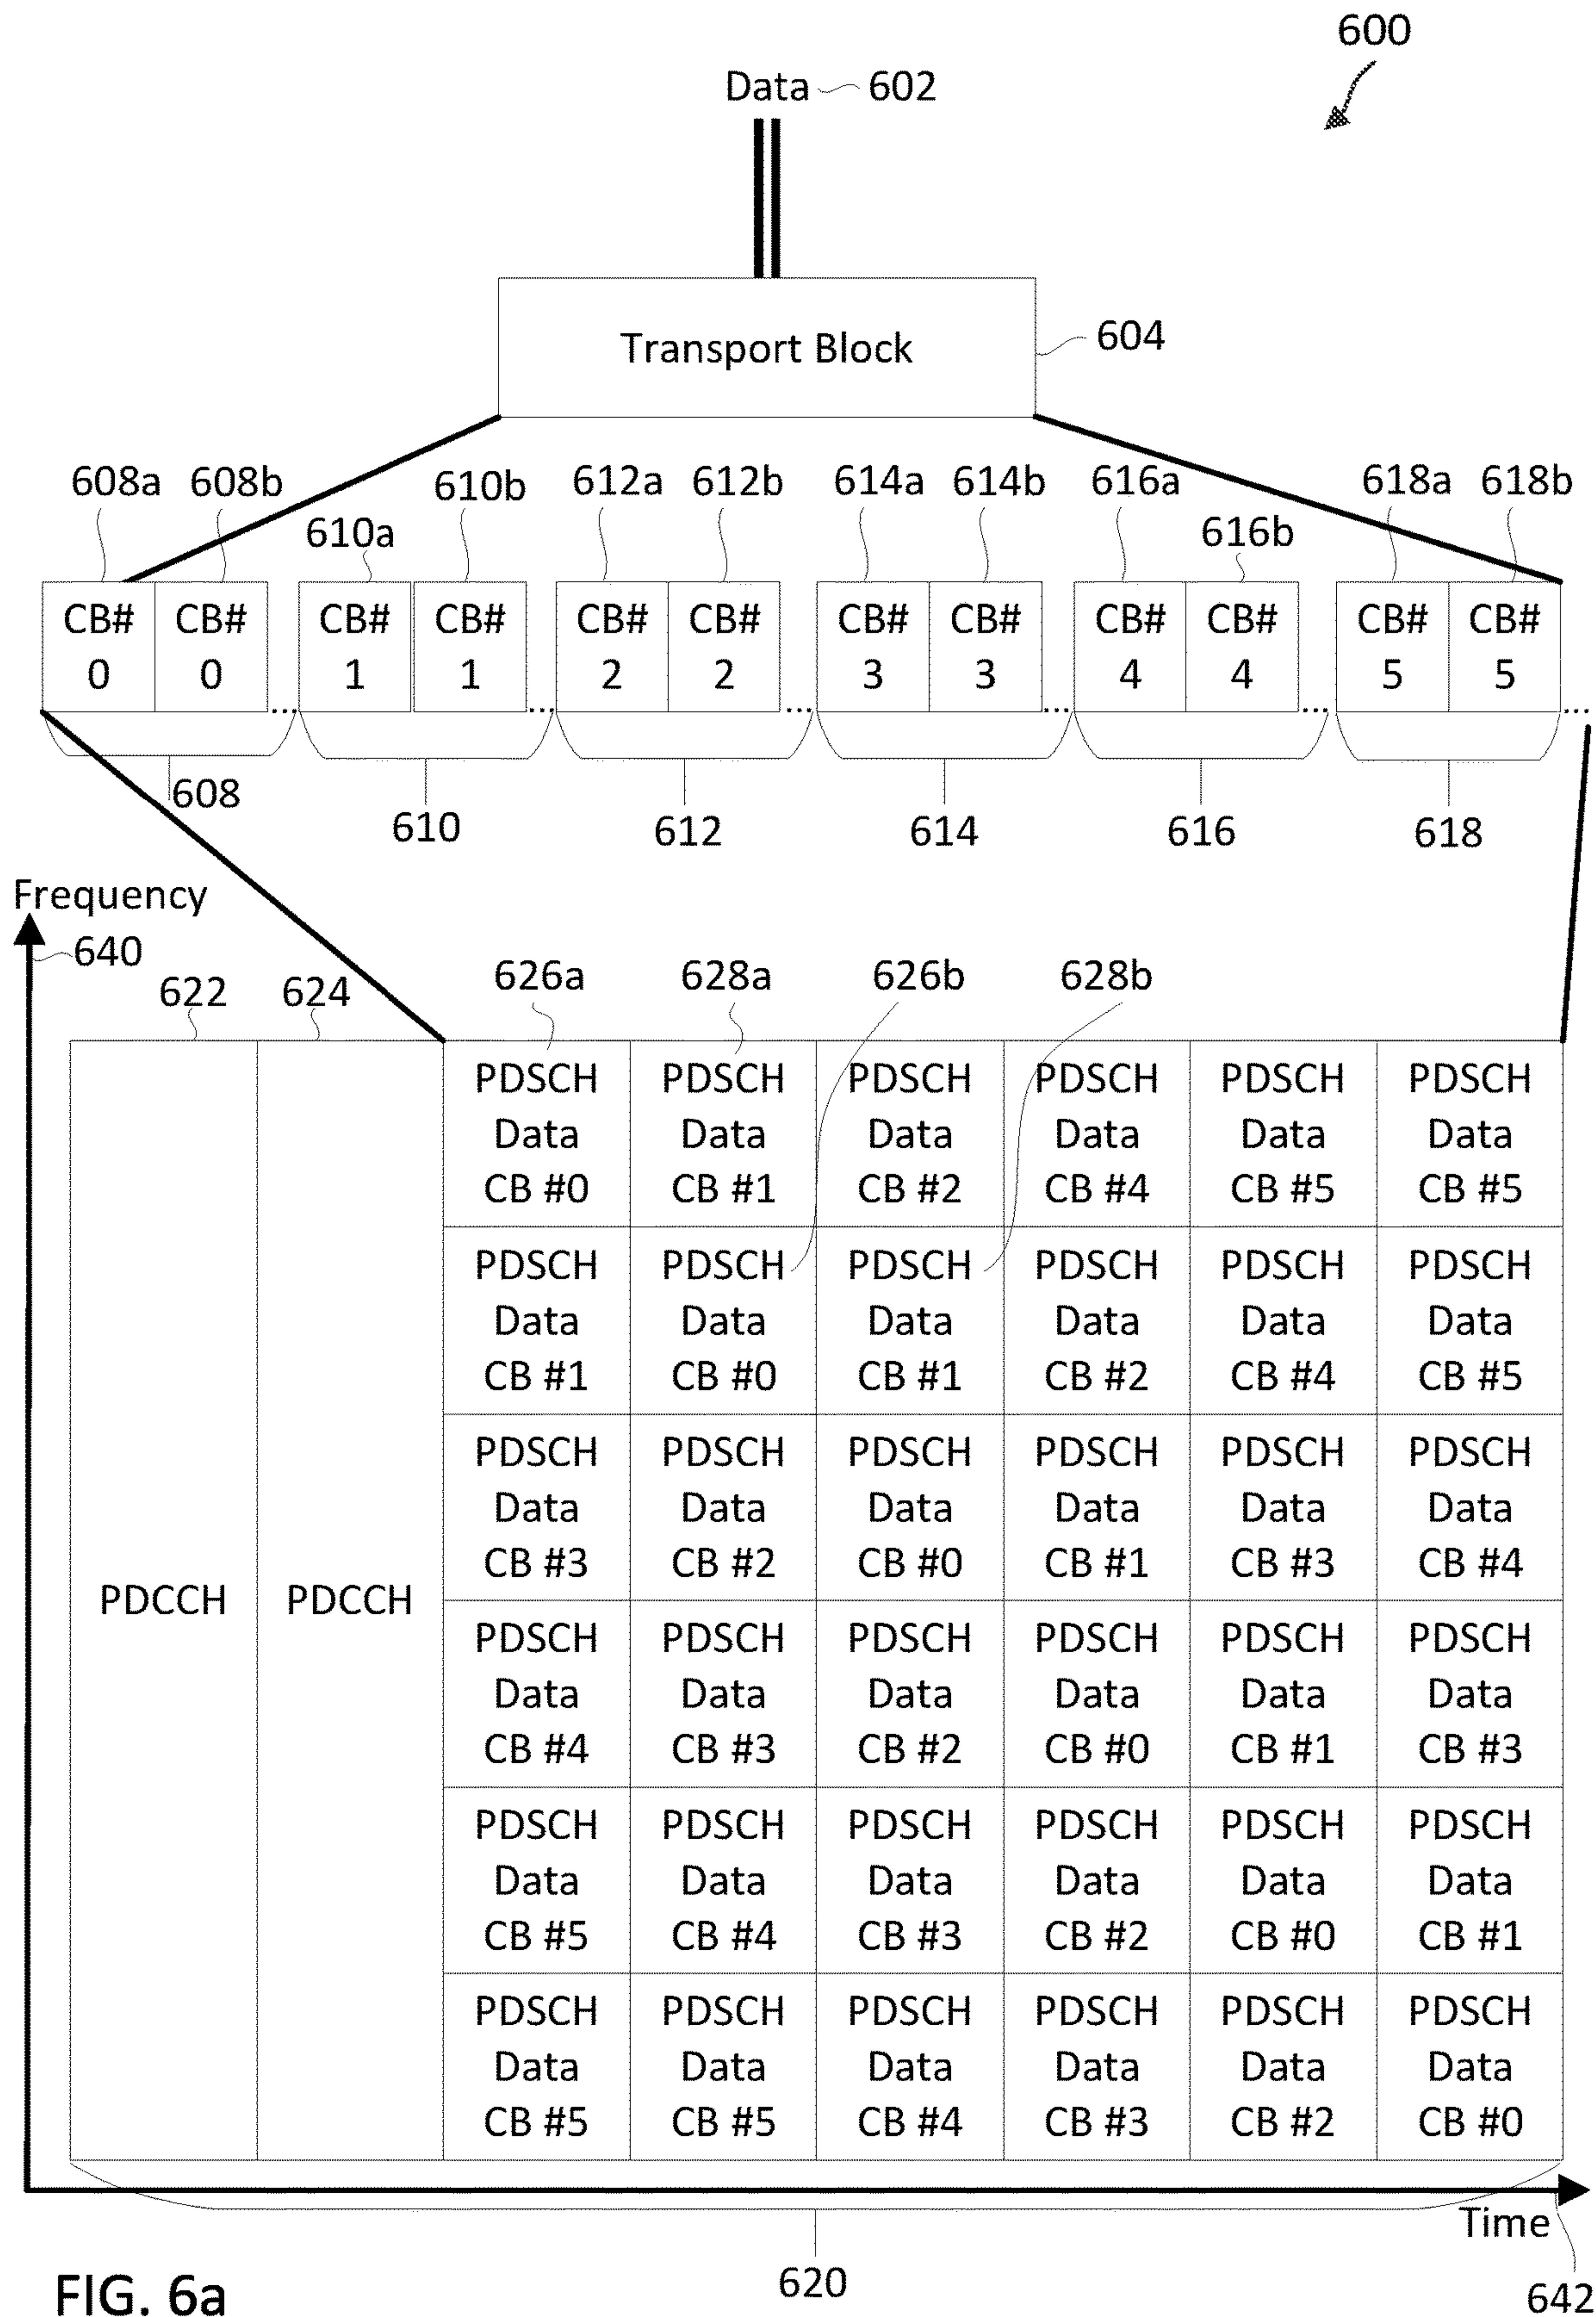 600
Data 602
Transport Block
604
608a 608b 610b 612a 612b 614a 614b 616a 618a 618b
610a 616b
CB# CB# CB# CB# CB# CB# CB# CB# CB# CB# CB# CB#
0 0 1 1 2 2 3 3 4 4 5 5
... ... ... ... ... ...
608
610 612 614 616 618
Frequency
640
622 624 626a 628a 626b 628b
PDSCH PDSCH PDSCH PDSCH PDSCH PDSCH
Data Data Data Data Data Data
CB #0 CB #1 CB #2 CB #4 CB #5 CB #5
PDSCH PDSCH PDSCH PDSCH PDSCH PDSCH
Data Data Data Data Data Data
CB #1 CB #0 CB #1 CB #2 CB #4 CB #5
PDSCH PDSCH PDSCH PDSCH PDSCH PDSCH
Data Data Data Data Data Data
CB #3 CB #2 CB #0 CB #1 CB #3 CB #4
PDCCH PDCCH
PDSCH PDSCH PDSCH PDSCH PDSCH PDSCH
Data Data Data Data Data Data
CB #4 CB #3 CB #2 CB #0 CB #1 CB #3
PDSCH PDSCH PDSCH PDSCH PDSCH PDSCH
Data Data Data Data Data Data
CB #5 CB #4 CB #3 CB #2 CB #0 CB #1
PDSCH PDSCH PDSCH PDSCH PDSCH PDSCH
Data Data Data Data Data Data
CB #5 CB #5 CB #4 CB #3 CB #2 CB #0
Time
620
642
FIG. 6a